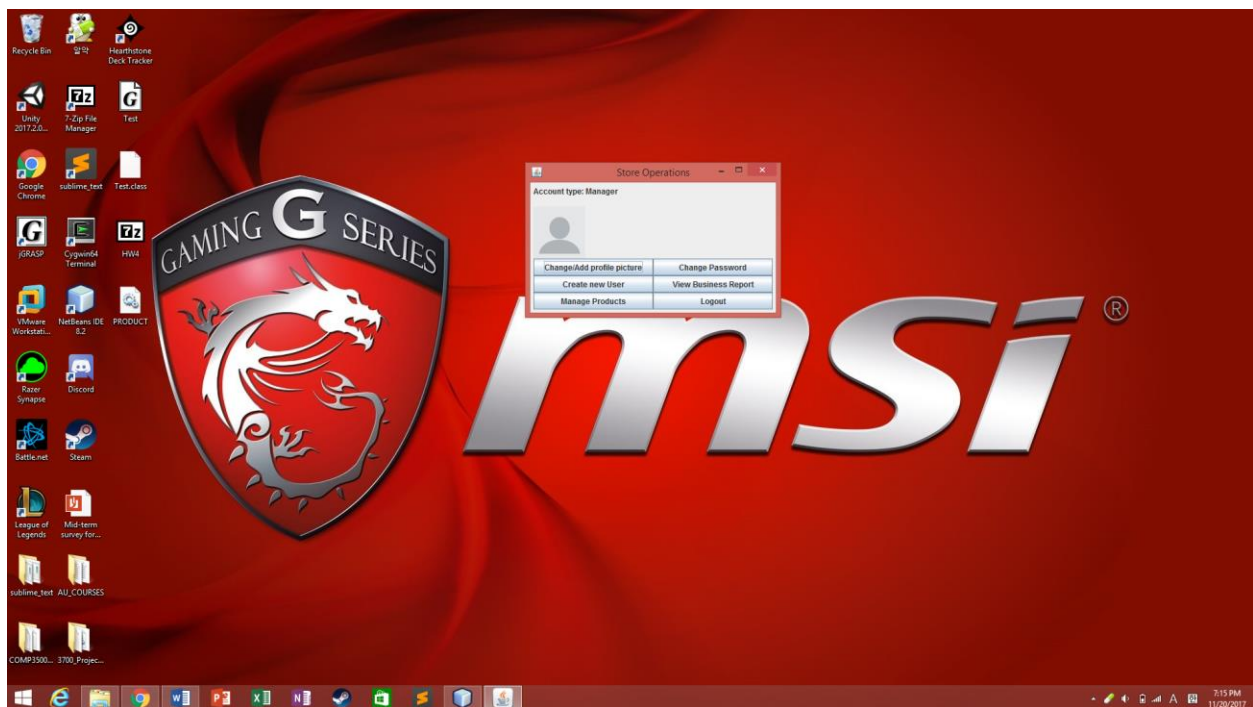 Recycle Bin
알약
Hearthstone
Deck Tracker
Unity
2017.2.0...
7-Zip File
Manager
Test
Google
Chrome
sublime_text
Test.class
jGRASP
Cygwin64
Terminal
HW4
VMware
Workstati...
NetBeans IDE
8.2
PRODUCT
Razer
Synapse
Discord
Battle.net
Steam
League of
Legends
Mid-term
survey for...
sublime_text
AU_COURSES
COMP3500...
3700_Projec...
GAMING G SERIES
msi
®
Store Operations
Account type: Manager
Change/Add profile picture
Change Password
Create new User
View Business Report
Manage Products
Logout
A
7:15 PM
11/20/2017